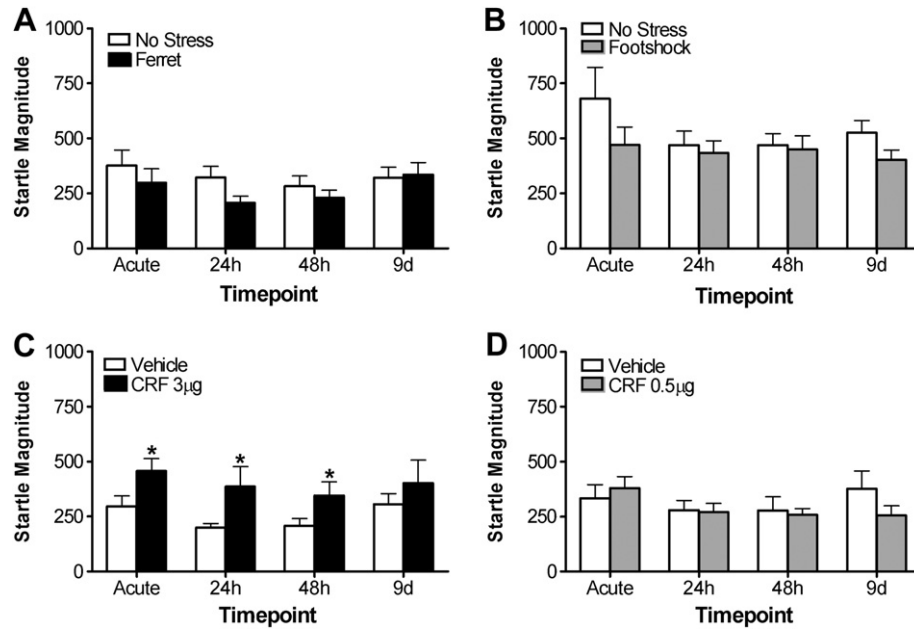 A
No Stress
Ferret
1000
750
500
250
0
Startle Magnitude
Acute 24h 48h 9d
Timepoint
B
No Stress
Footshock
1000
750
500
250
0
Startle Magnitude
Acute 24h 48h 9d
Timepoint
C
Vehicle
CRF 3µg
1000
750
500
250
0
Startle Magnitude
* * *
Acute 24h 48h 9d
Timepoint
D
Vehicle
CRF 0.5µg
1000
750
500
250
0
Startle Magnitude
Acute 24h 48h 9d
Timepoint